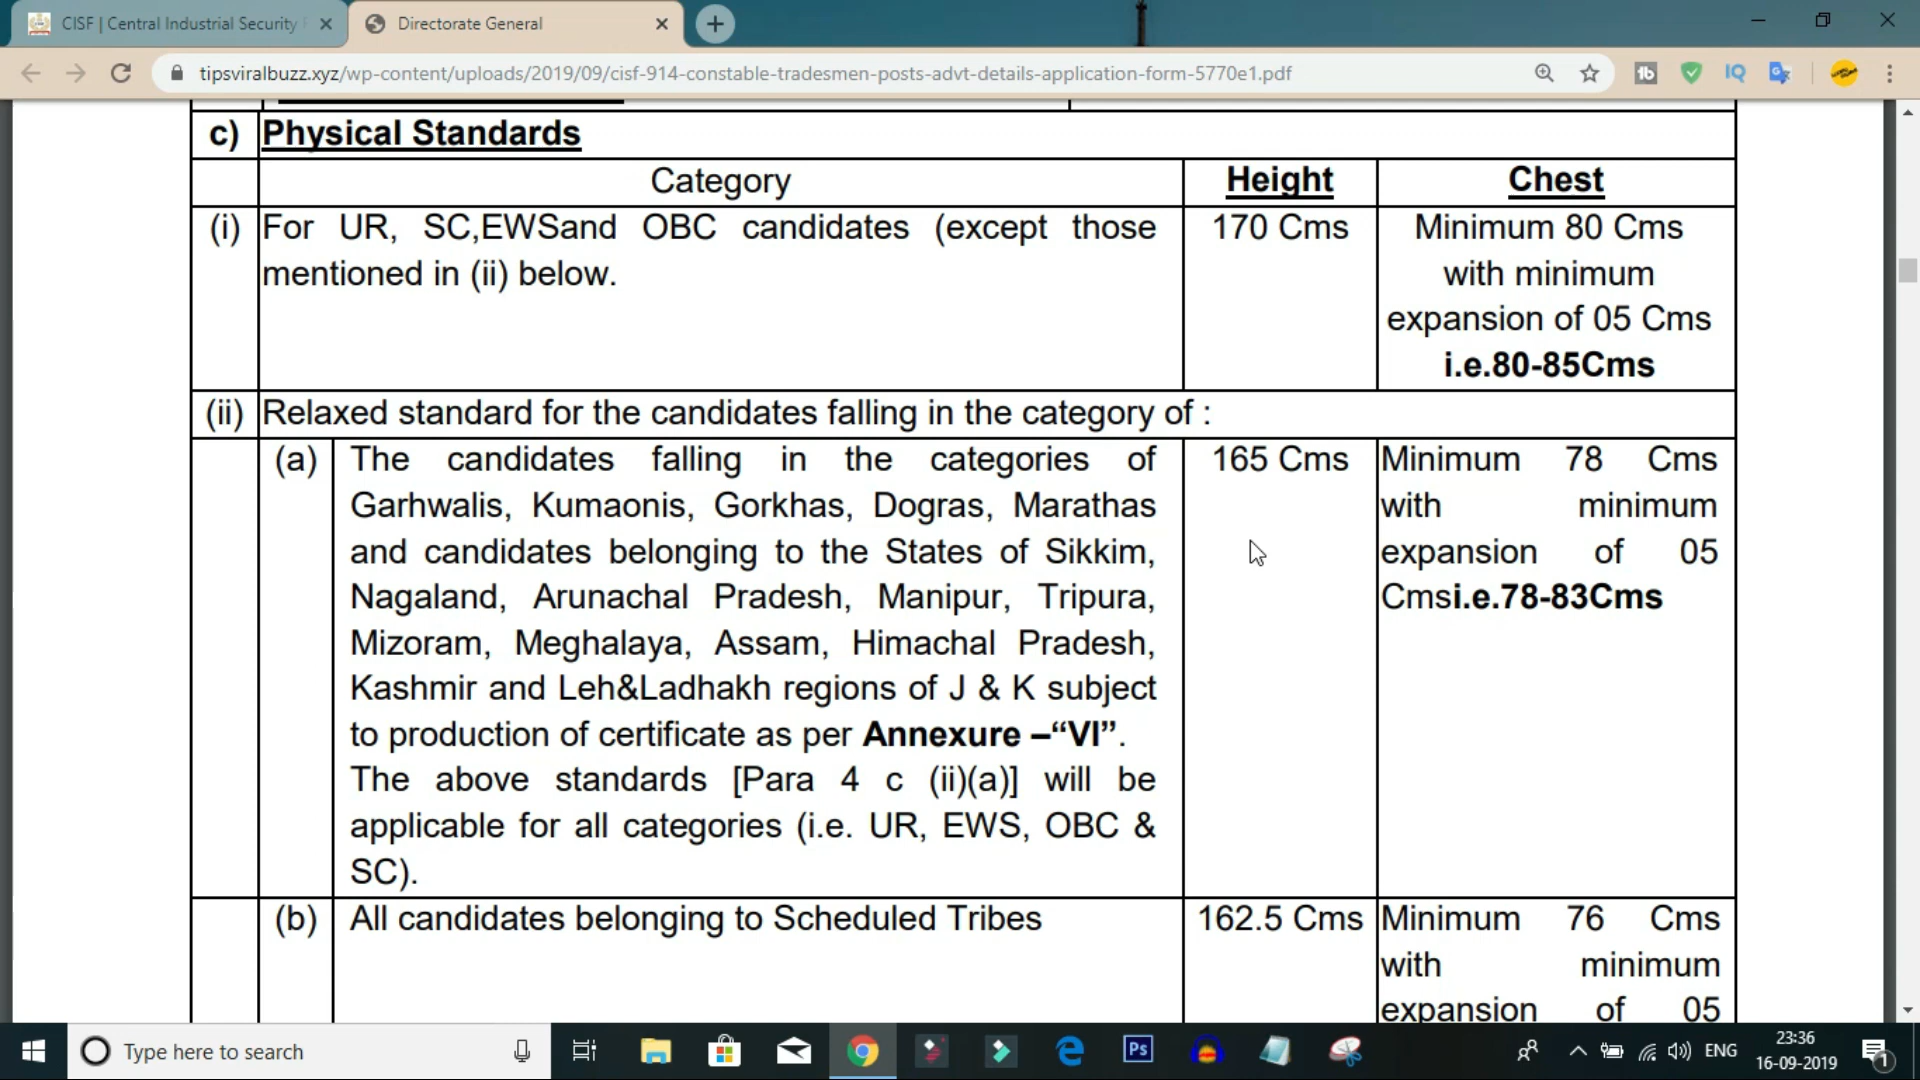 CISF | Central Industrial Security F
Directorate General
tipsviralbuzz.xyz/wp-content/uploads/2019/09/cisf-914-constable-tradesmen-posts-advt-details-application-form-5770e1.pdf
c) Physical Standards
Category Height Chest
(i) For UR, SC,EWSand OBC candidates (except those mentioned in (ii) below.
170 Cms
Minimum 80 Cms
with minimum
expansion of 05 Cms
i.e.80-85Cms
(ii) Relaxed standard for the candidates falling in the category of :
(a) The candidates falling in the categories of
Garhwalis, Kumaonis, Gorkhas, Dogras, Marathas
and candidates belonging to the States of Sikkim,
Nagaland, Arunachal Pradesh, Manipur, Tripura,
Mizoram, Meghalaya, Assam, Himachal Pradesh,
Kashmir and Leh&Ladhakh regions of J & K subject
to production of certificate as per Annexure –“VI”.
The above standards [Para 4 c (ii)(a)] will be
applicable for all categories (i.e. UR, EWS, OBC &
SC).
165 Cms
Minimum 78 Cms
with minimum
expansion of 05
Cmsi.e.78-83Cms
(b) All candidates belonging to Scheduled Tribes
162.5 Cms
Minimum 76 Cms
with minimum
expansion of 05
Type here to search
Ps
ENG
23:36
16-09-2019
1